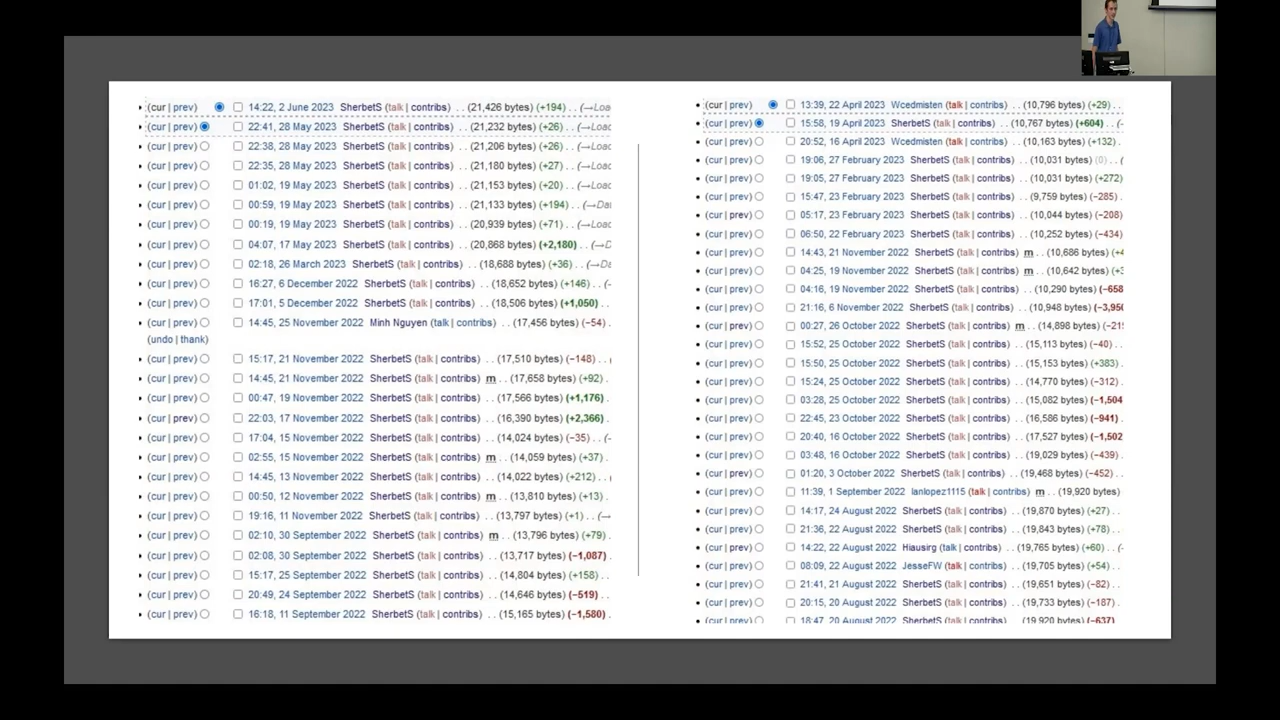 (cur | prev) 14:22, 2 June 2023 SherbetS (talk | contribs) . . (21,426 bytes) (+194) . . (→Loa
(cur | prev) 22:41, 28 May 2023 SherbetS (talk | contribs) . . (21,232 bytes) (+26) . . (→Loac
(cur | prev) 22:38, 28 May 2023 SherbetS (talk | contribs) . . (21,206 bytes) (+26) . . (→Loac
(cur | prev) 22:35, 28 May 2023 SherbetS (talk | contribs) . . (21,180 bytes) (+27) . . (→Loac
(cur | prev) 01:02, 19 May 2023 SherbetS (talk | contribs) . . (21,153 bytes) (+20) . . (→Loac
(cur | prev) 00:59, 19 May 2023 SherbetS (talk | contribs) . . (21,133 bytes) (+194) . . (→Da
(cur | prev) 00:19, 19 May 2023 SherbetS (talk | contribs) . . (20,939 bytes) (+71) . . (→Loac
(cur | prev) 04:07, 17 May 2023 SherbetS (talk | contribs) . . (20,868 bytes) (+2,180) . . (→D
(cur | prev) 02:18, 26 March 2023 SherbetS (talk | contribs) . . (18,688 bytes) (+36) . . (→Da
(cur | prev) 16:27, 6 December 2022 SherbetS (talk | contribs) . . (18,652 bytes) (+146) . . (-
(cur | prev) 17:01, 5 December 2022 SherbetS (talk | contribs) . . (18,506 bytes) (+1,050) .
(cur | prev) 14:45, 25 November 2022 Minh Nguyen (talk | contribs) . . (17,456 bytes) (−54) .
(undo | thank)
(cur | prev) 15:17, 21 November 2022 SherbetS (talk | contribs) . . (17,510 bytes) (−148) . . (
(cur | prev) 14:45, 21 November 2022 SherbetS (talk | contribs) m . . (17,658 bytes) (+92) . .
(cur | prev) 00:47, 19 November 2022 SherbetS (talk | contribs) . . (17,566 bytes) (+1,176) . .
(cur | prev) 22:03, 17 November 2022 SherbetS (talk | contribs) . . (16,390 bytes) (+2,366) . .
(cur | prev) 17:04, 15 November 2022 SherbetS (talk | contribs) . . (14,024 bytes) (−35) . . (-
(cur | prev) 02:55, 15 November 2022 SherbetS (talk | contribs) m . . (14,059 bytes) (+37) . .
(cur | prev) 14:45, 13 November 2022 SherbetS (talk | contribs) . . (14,022 bytes) (+212) . . (
(cur | prev) 00:50, 12 November 2022 SherbetS (talk | contribs) m . . (13,810 bytes) (+13) . .
(cur | prev) 19:16, 11 November 2022 SherbetS (talk | contribs) . . (13,797 bytes) (+1) . . (→
(cur | prev) 02:10, 30 September 2022 SherbetS (talk | contribs) m . . (13,796 bytes) (+79) . .
(cur | prev) 02:08, 30 September 2022 SherbetS (talk | contribs) . . (13,717 bytes) (−1,087) .
(cur | prev) 15:17, 25 September 2022 SherbetS (talk | contribs) . . (14,804 bytes) (+158) . .
(cur | prev) 20:49, 24 September 2022 SherbetS (talk | contribs) . . (14,646 bytes) (−519) . .
(cur | prev) 16:18, 11 September 2022 SherbetS (talk | contribs) . . (15,165 bytes) (−1,580) .
(cur | prev) 13:39, 22 April 2023 Wcedmisten (talk | contribs) . . (10,796 bytes) (+29) . .
(cur | prev) 15:58, 19 April 2023 SherbetS (talk | contribs) . . (10,767 bytes) (+604) . . (-
(cur | prev) 20:52, 16 April 2023 Wcedmisten (talk | contribs) . . (10,163 bytes) (+132) . .
(cur | prev) 19:06, 27 February 2023 SherbetS (talk | contribs) . . (10,031 bytes) (0) . . (
(cur | prev) 19:05, 27 February 2023 SherbetS (talk | contribs) . . (10,031 bytes) (+272)
(cur | prev) 15:47, 23 February 2023 SherbetS (talk | contribs) . . (9,759 bytes) (−285) .
(cur | prev) 05:17, 23 February 2023 SherbetS (talk | contribs) . . (10,044 bytes) (−208)
(cur | prev) 06:50, 22 February 2023 SherbetS (talk | contribs) . . (10,252 bytes) (−434)
(cur | prev) 14:43, 21 November 2022 SherbetS (talk | contribs) m . . (10,686 bytes) (+4
(cur | prev) 04:25, 19 November 2022 SherbetS (talk | contribs) m . . (10,642 bytes) (+3
(cur | prev) 04:16, 19 November 2022 SherbetS (talk | contribs) . . (10,290 bytes) (−658
(cur | prev) 21:16, 6 November 2022 SherbetS (talk | contribs) . . (10,948 bytes) (−3,950
(cur | prev) 00:27, 26 October 2022 SherbetS (talk | contribs) m . . (14,898 bytes) (−215
(cur | prev) 15:52, 25 October 2022 SherbetS (talk | contribs) . . (15,113 bytes) (−40) . .
(cur | prev) 15:50, 25 October 2022 SherbetS (talk | contribs) . . (15,153 bytes) (+383) .
(cur | prev) 15:24, 25 October 2022 SherbetS (talk | contribs) . . (14,770 bytes) (−312) .
(cur | prev) 03:28, 25 October 2022 SherbetS (talk | contribs) . . (15,082 bytes) (−1,504
(cur | prev) 22:45, 23 October 2022 SherbetS (talk | contribs) . . (16,586 bytes) (−941) .
(cur | prev) 20:40, 16 October 2022 SherbetS (talk | contribs) . . (17,527 bytes) (−1,502
(cur | prev) 03:48, 16 October 2022 SherbetS (talk | contribs) . . (19,029 bytes) (−439) .
(cur | prev) 01:20, 3 October 2022 SherbetS (talk | contribs) . . (19,468 bytes) (−452) . .
(cur | prev) 11:39, 1 September 2022 Ianlopez1115 (talk | contribs) m . . (19,920 bytes)
(cur | prev) 14:17, 24 August 2022 SherbetS (talk | contribs) . . (19,870 bytes) (+27) . .
(cur | prev) 21:36, 22 August 2022 SherbetS (talk | contribs) . . (19,843 bytes) (+78) . .
(cur | prev) 14:22, 22 August 2022 Hiausirg (talk | contribs) . . (19,765 bytes) (+60) . . (-
(cur | prev) 08:09, 22 August 2022 JesseFW (talk | contribs) . . (19,705 bytes) (+54) . .
(cur | prev) 21:41, 21 August 2022 SherbetS (talk | contribs) . . (19,651 bytes) (−82) . .
(cur | prev) 20:15, 20 August 2022 SherbetS (talk | contribs) . . (19,733 bytes) (−187) .
(cur | prev) 18:47, 20 August 2022 SherbetS (talk | contribs) . . (19,920 bytes) (−637) .